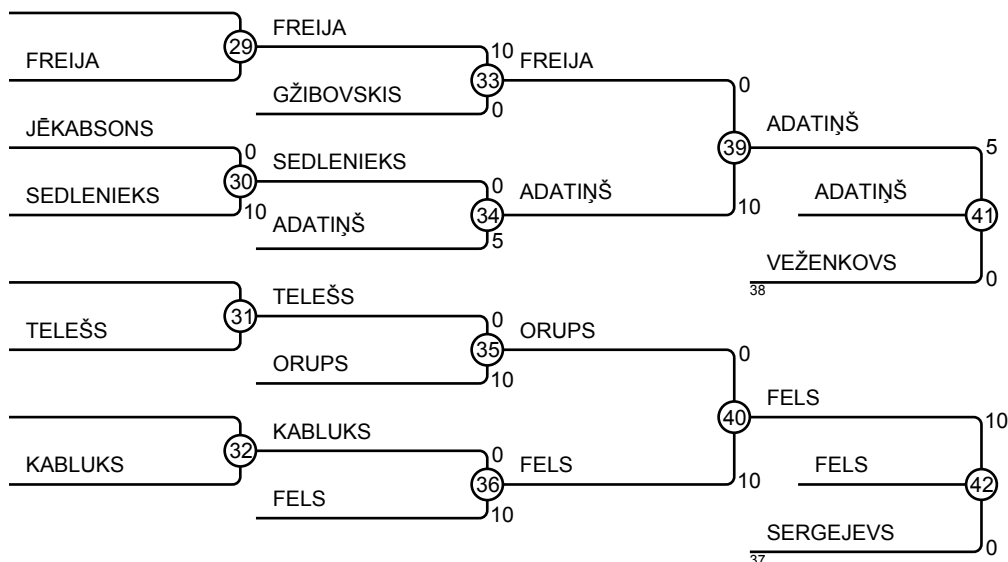 FREIJA
29
FREIJA
10
33
0
GŽIBOVSKIS
FREIJA
JĒKABSONS
0
30
10
SEDLENIEKS
SEDLENIEKS
0
34
5
ADATIŅŠ
ADATIŅŠ
0
39
10
ADATIŅŠ
5
ADATIŅŠ
41
VEŽENKOVS
38
0
TELEŠS
31
TELEŠS
0
35
10
ORUPS
ORUPS
KABLUKS
32
KABLUKS
0
36
10
FELS
FELS
0
40
10
FELS
10
FELS
42
SERGEJEVS
37
0